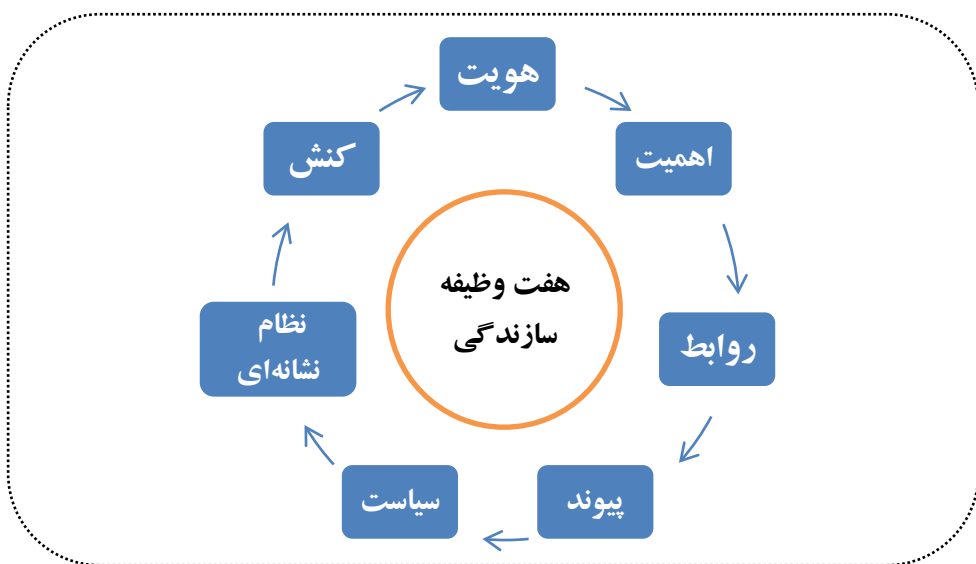 هویت
اهمیت
روابط
پیوند
سیاست
نظام
نشانه‌ای
کنش
هفت وظیفه
سازندگی